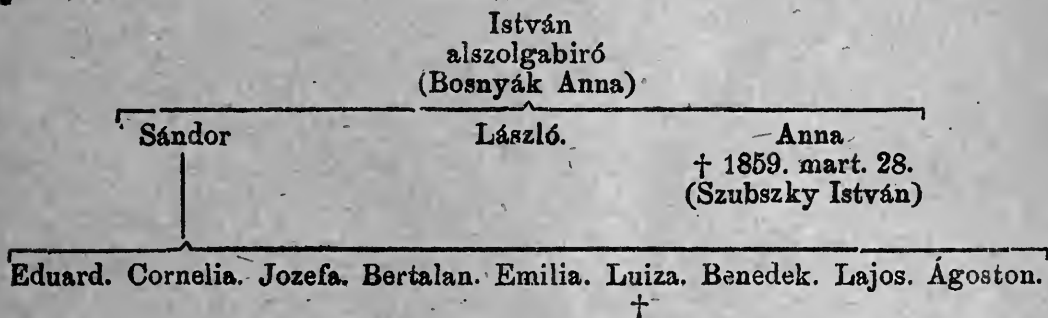 István
alszolgabiró
(Bosnyák Anna)
Sándor László. Anna
† 1859. mart. 28.
(Szubszky István)
Eduard. Cornelia. Jozefa. Bertalan. Emilia. Luiza. Benedek. Lajos. Ágoston.
†